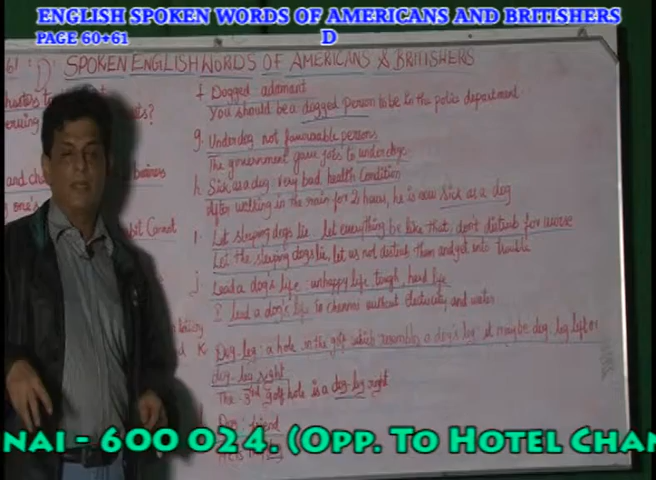 ENGLISH SPOKEN WORDS OF AMERICANS AND BRITISHERS
PAGE 60+61
D
61 D) SPOKEN ENGLISH WORDS OF AMERICANS & BRITISHERS
f Dogged adamant
You should be a dogged person to be in the police department
g. Underdog not favourable persons
The government gave jobs to underdogs
h. Sick as a dog very bad health condition
After walking in the rain for 2 hours, he is now sick as a dog
i. Let sleeping dogs lie let everything be like that, don't disturb for worse
Let the sleeping dogs lie, let us not disturb them and get into trouble
j. Lead a dog's life: unhappy life, tough, hard life
I lead a dog's life in Chennai without electricity and water
K. Dog-leg: a hole in the golf which resembles a dog's leg it maybe dog-leg left or
dog-leg right
The 3rd golf hole is a dog-leg right
Dog: friend
NAI - 600 024. (OPP. TO HOTEL CHAN